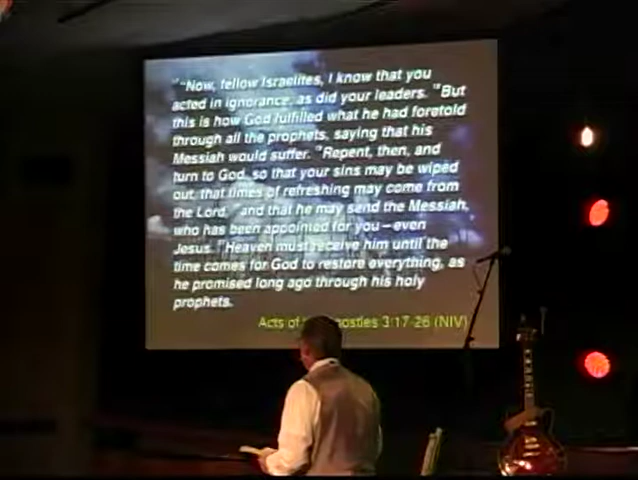 "¹⁷Now, fellow Israelites, I know that you
acted in ignorance, as did your leaders. ¹⁸But
this is how God fulfilled what he had foretold
through all the prophets, saying that his
Messiah would suffer. ¹⁹Repent, then, and
turn to God, so that your sins may be wiped
out, that times of refreshing may come from
the Lord, ²⁰and that he may send the Messiah,
who has been appointed for you—even
Jesus. ²¹Heaven must receive him until the
time comes for God to restore everything, as
he promised long ago through his holy
prophets.
Acts of postles 3:17-26 (NIV)